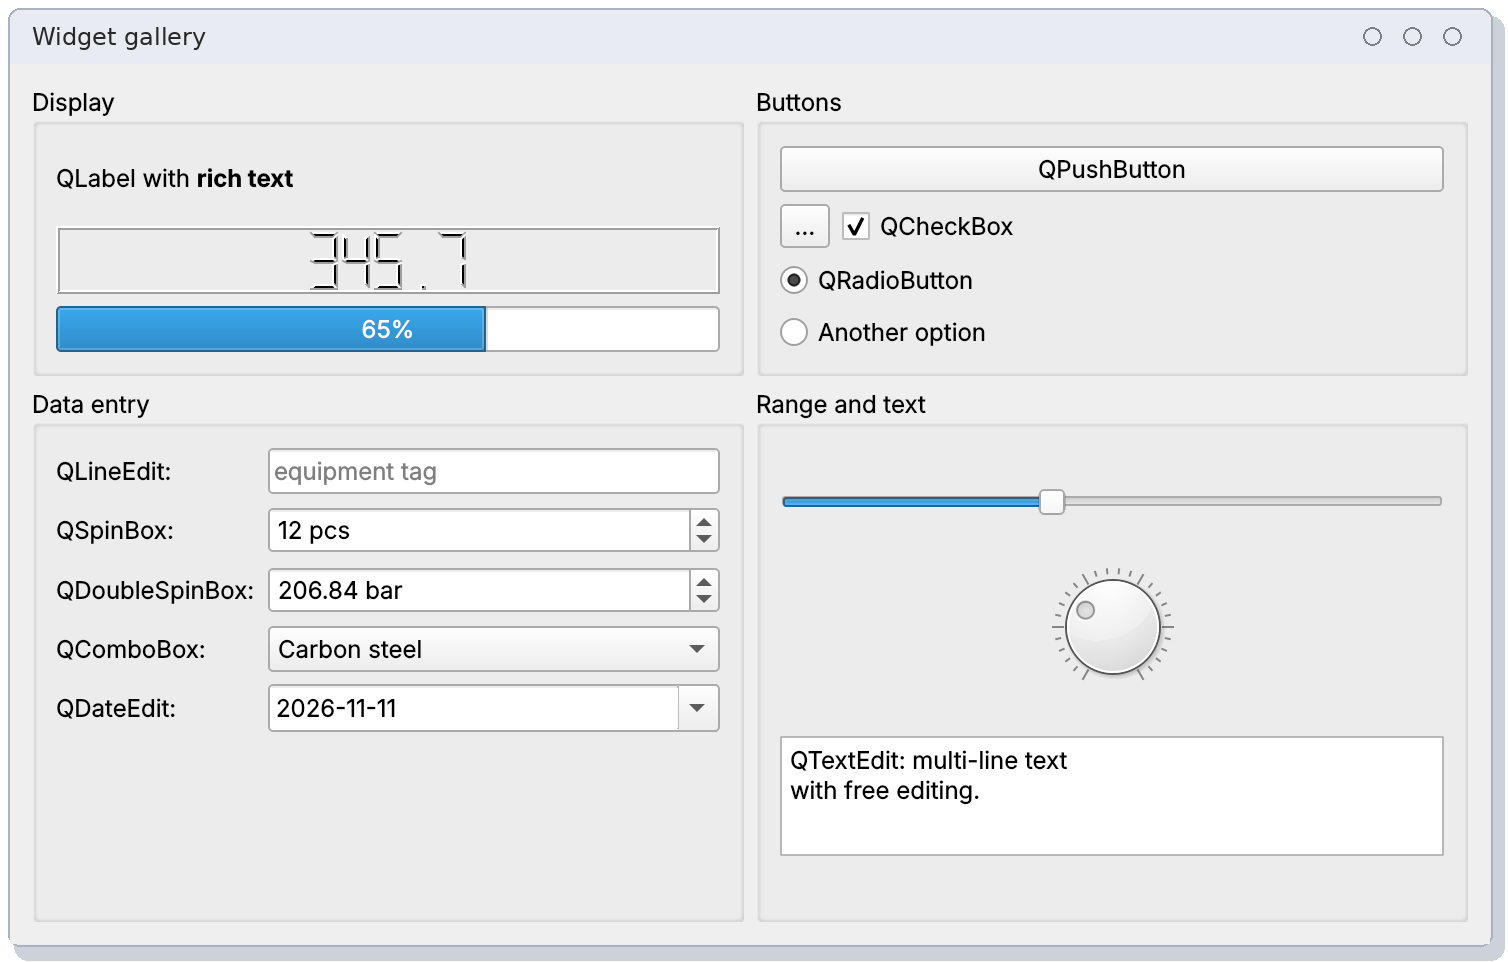 Widget gallery
Display
QLabel with rich text
345.7
65%
Buttons
QPushButton
... QCheckBox
QRadioButton
Another option
Data entry
QLineEdit: equipment tag
QSpinBox: 12 pcs
QDoubleSpinBox: 206.84 bar
QComboBox: Carbon steel
QDateEdit: 2026-11-11
Range and text
QTextEdit: multi-line text
with free editing.